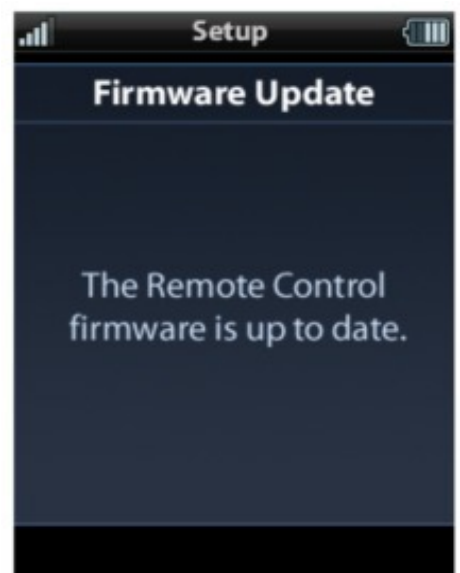 Setup
Firmware Update
The Remote Control
firmware is up to date.